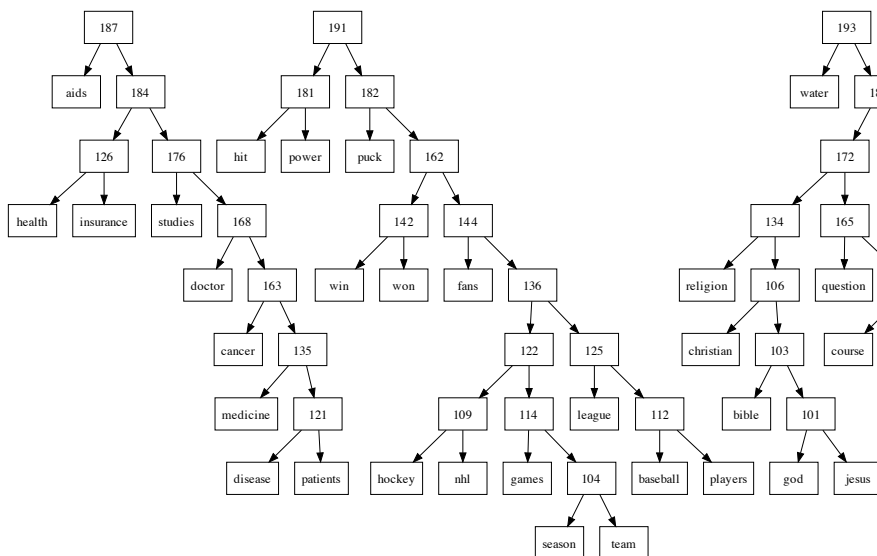 187 191 193
aids 184 181 182 water
126 176 hit power puck 162 172
health insurance studies 168 142 144 134 165
doctor 163 win won fans 136 religion 106 question
cancer 135 122 125 christian 103 course
medicine 121 109 114 league 112 bible 101
disease patients hockey nhl games 104 baseball players god jesus
season team